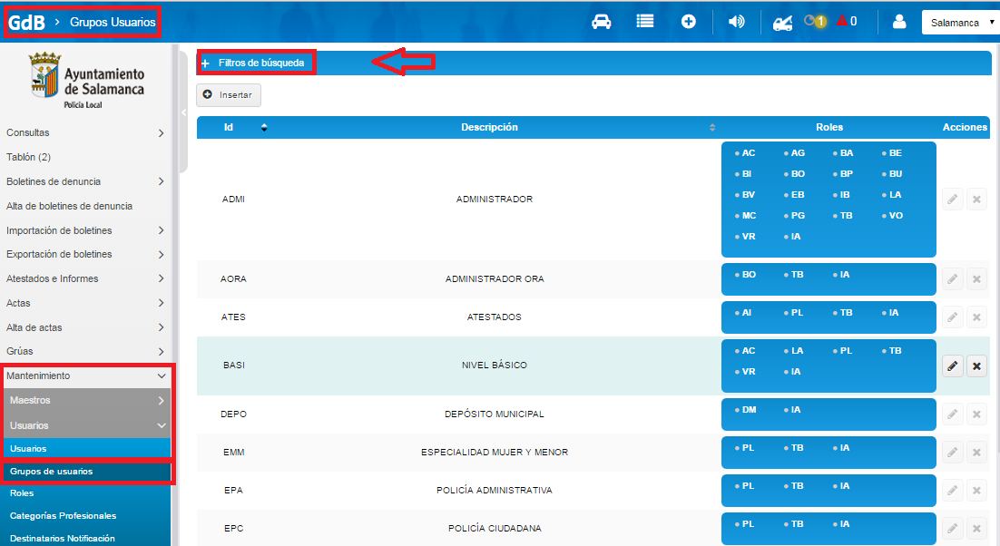 GdB > Grupos Usuarios
1
0
Salamanca
Ayuntamiento
de Salamanca
Policía Local
Consultas
Tablón (2)
Boletines de denuncia
Alta de boletines de denuncia
Importación de boletines
Exportación de boletines
Atestados e Informes
Actas
Alta de actas
Grúas
Mantenimiento
Maestros
Usuarios
Usuarios
Grupos de usuarios
Roles
Categorías Profesionales
Destinatarios Notificación
+ Filtros de búsqueda
Insertar
Id Descripción Roles Acciones
ADMI ADMINISTRADOR
AC AG BA BE
BI BO BP BU
BV EB IB LA
MC PG TB VO
VR IA
AORA ADMINISTRADOR ORA BO TB IA
ATES ATESTADOS AI PL TB IA
BASI NIVEL BÁSICO
AC LA PL TB
VR IA
DEPO DEPÓSITO MUNICIPAL DM IA
EMM ESPECIALIDAD MUJER Y MENOR PL TB IA
EPA POLICÍA ADMINISTRATIVA PL TB IA
EPC POLICÍA CIUDADANA PL TB IA